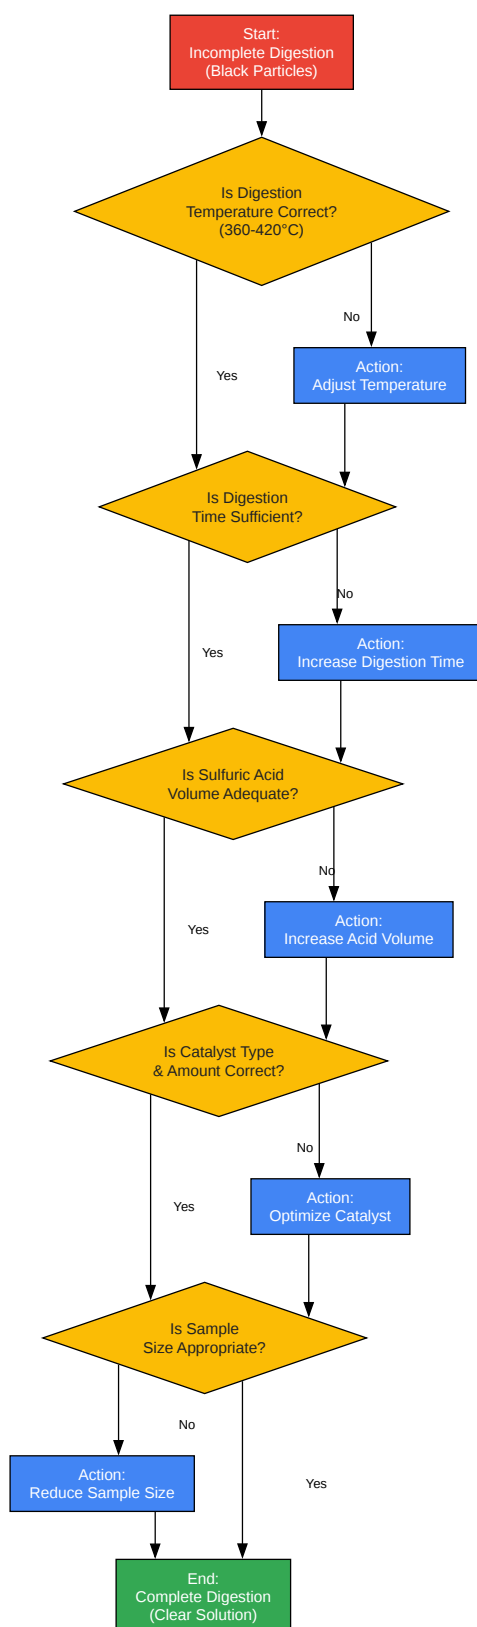 Start:
Incomplete Digestion
(Black Particles)
Is Digestion
Temperature Correct?
(360-420°C)
No
Yes
Action:
Adjust Temperature
Is Digestion
Time Sufficient?
No
Yes
Action:
Increase Digestion Time
Is Sulfuric Acid
Volume Adequate?
No
Yes
Action:
Increase Acid Volume
Is Catalyst Type
& Amount Correct?
No
Yes
Action:
Optimize Catalyst
Is Sample
Size Appropriate?
No
Yes
Action:
Reduce Sample Size
End:
Complete Digestion
(Clear Solution)